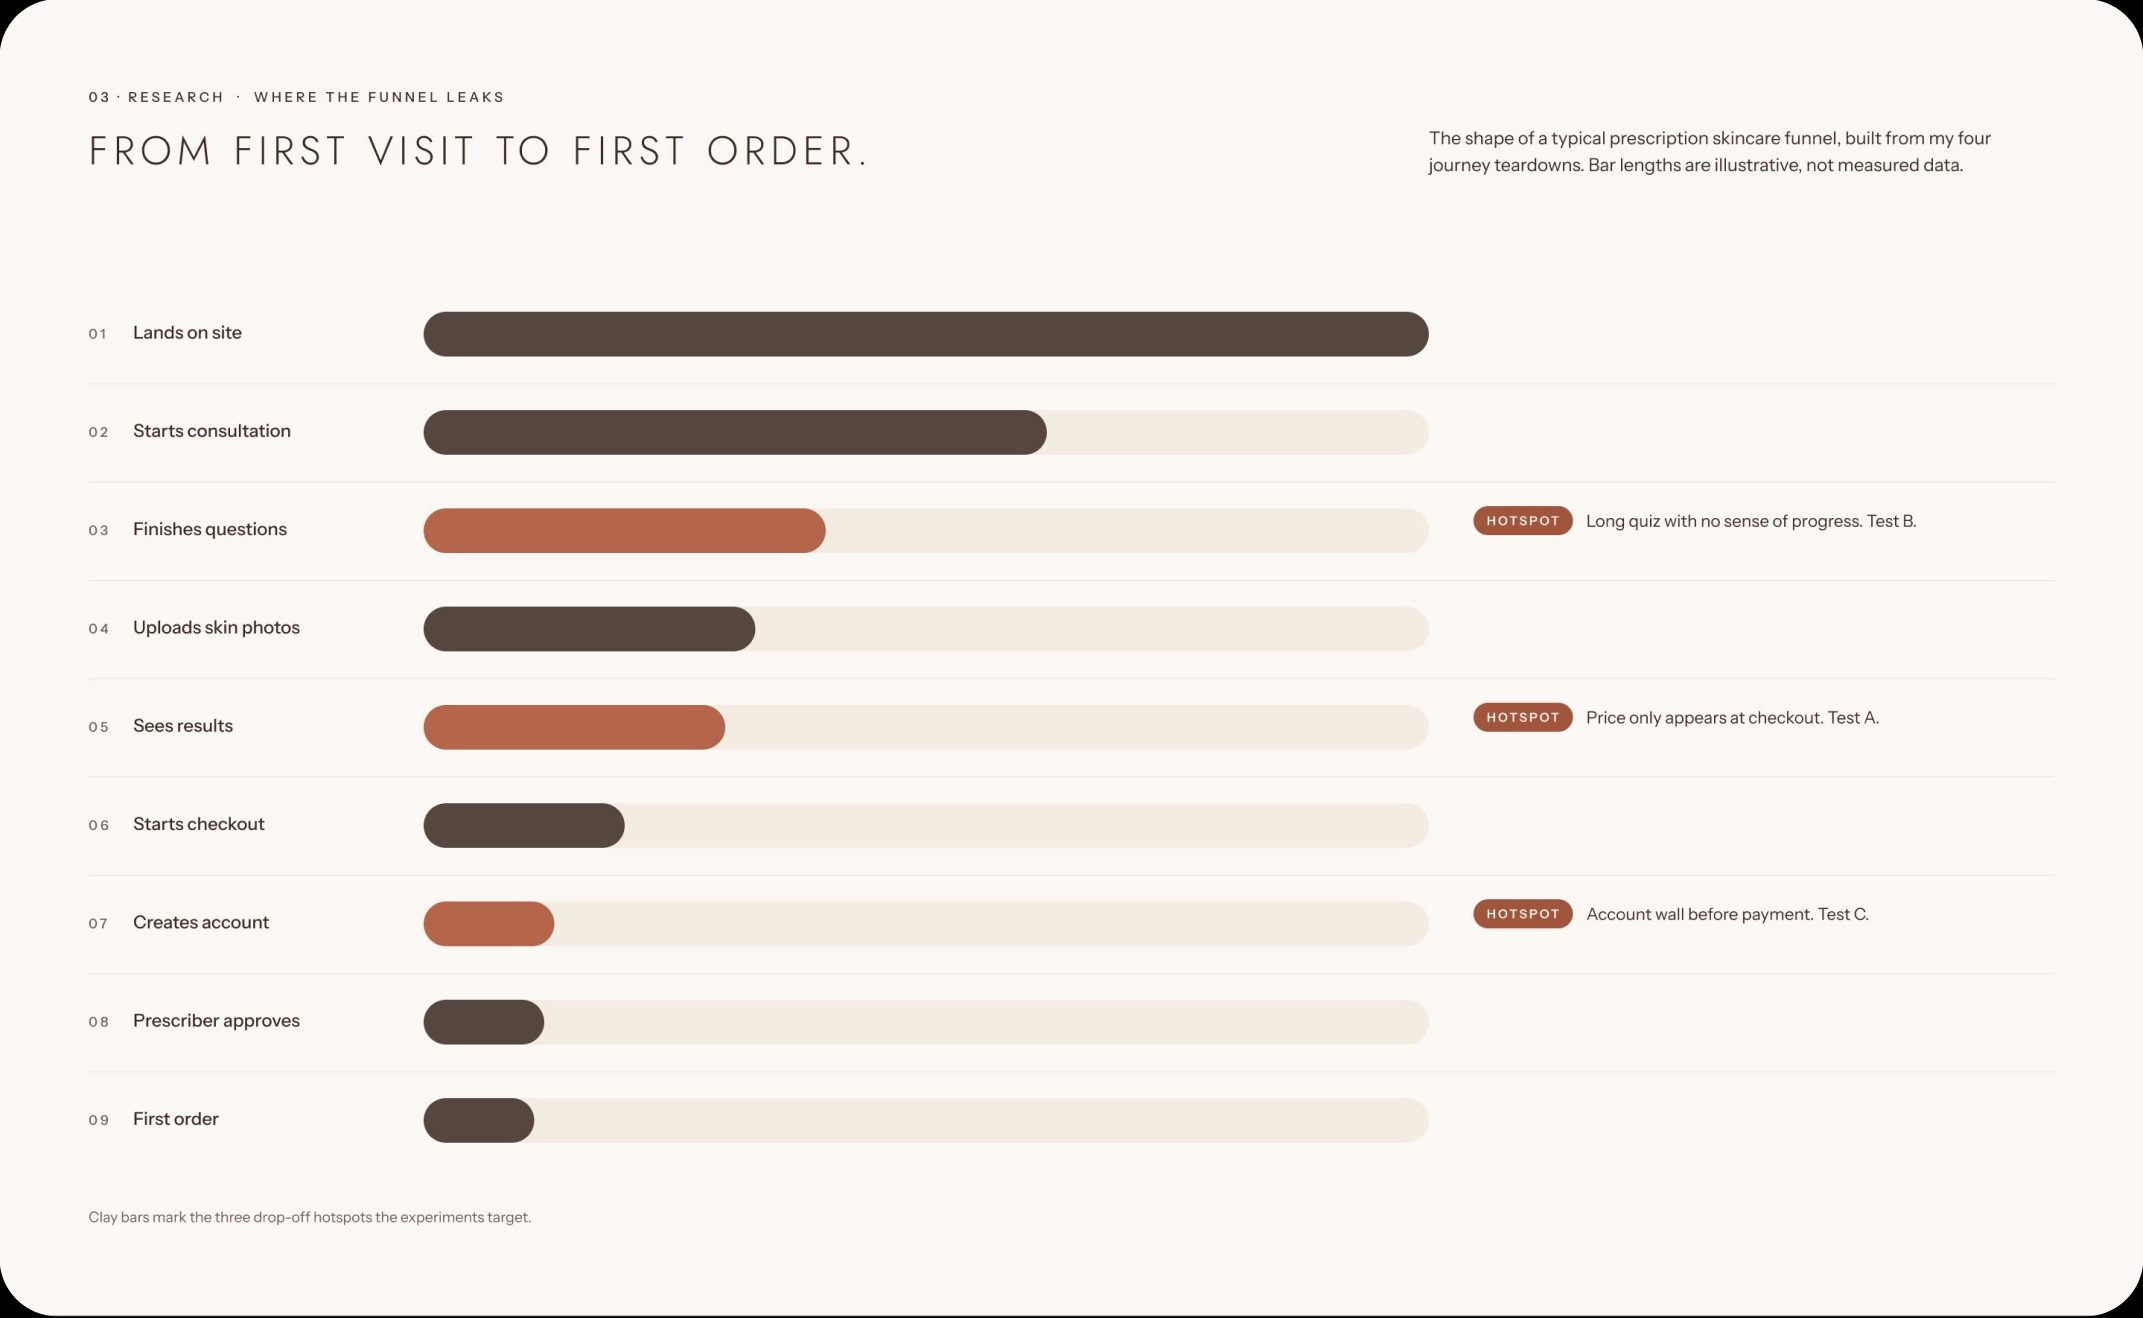 03 · RESEARCH · WHERE THE FUNNEL LEAKS
FROM FIRST VISIT TO FIRST ORDER.
The shape of a typical prescription skincare funnel, built from my four
journey teardowns. Bar lengths are illustrative, not measured data.
01 Lands on site
02 Starts consultation
03 Finishes questions
HOTSPOT Long quiz with no sense of progress. Test B.
04 Uploads skin photos
05 Sees results
HOTSPOT Price only appears at checkout. Test A.
06 Starts checkout
07 Creates account
HOTSPOT Account wall before payment. Test C.
08 Prescriber approves
09 First order
Clay bars mark the three drop-off hotspots the experiments target.